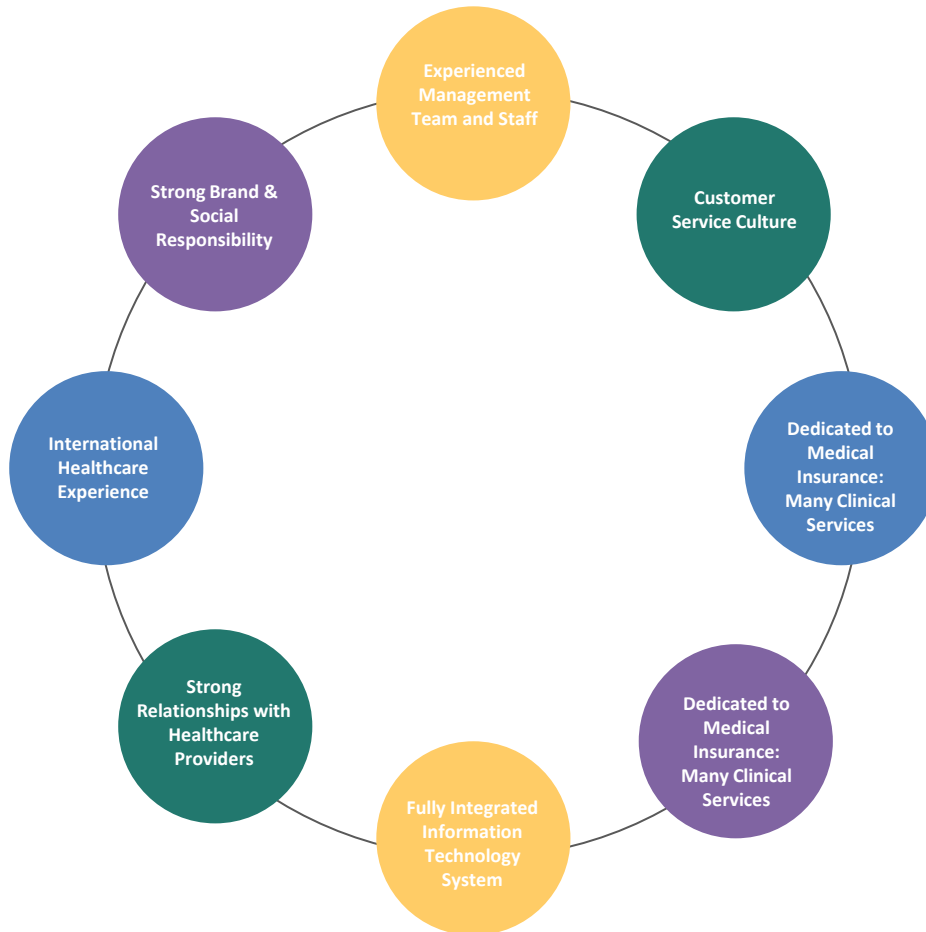 Experienced
Management
Team and Staff
Customer
Service Culture
Dedicated to
Medical
Insurance:
Many Clinical
Services
Dedicated to
Medical
Insurance:
Many Clinical
Services
Fully Integrated
Information
Technology
System
Strong
Relationships with
Healthcare
Providers
International
Healthcare
Experience
Strong Brand &
Social
Responsibility